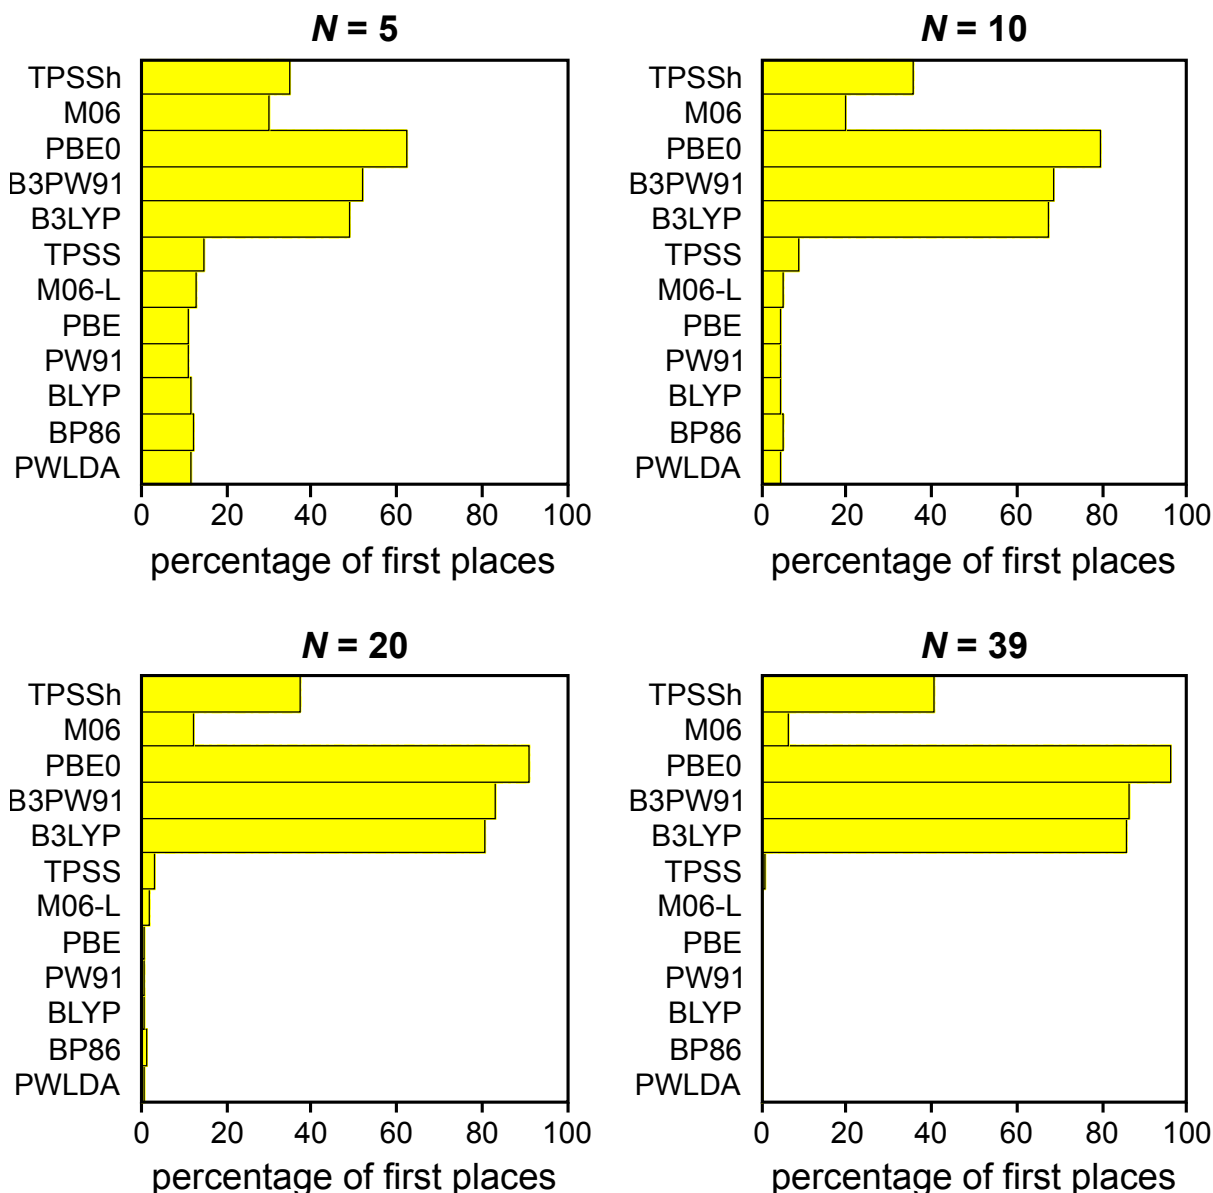 N = 5
TPSSh
M06
PBE0
B3PW91
B3LYP
TPSS
M06-L
PBE
PW91
BLYP
BP86
PWLDA
0 20 40 60 80 100
percentage of first places
N = 10
TPSSh
M06
PBE0
B3PW91
B3LYP
TPSS
M06-L
PBE
PW91
BLYP
BP86
PWLDA
0 20 40 60 80 100
percentage of first places
N = 20
TPSSh
M06
PBE0
B3PW91
B3LYP
TPSS
M06-L
PBE
PW91
BLYP
BP86
PWLDA
0 20 40 60 80 100
percentage of first places
N = 39
TPSSh
M06
PBE0
B3PW91
B3LYP
TPSS
M06-L
PBE
PW91
BLYP
BP86
PWLDA
0 20 40 60 80 100
percentage of first places